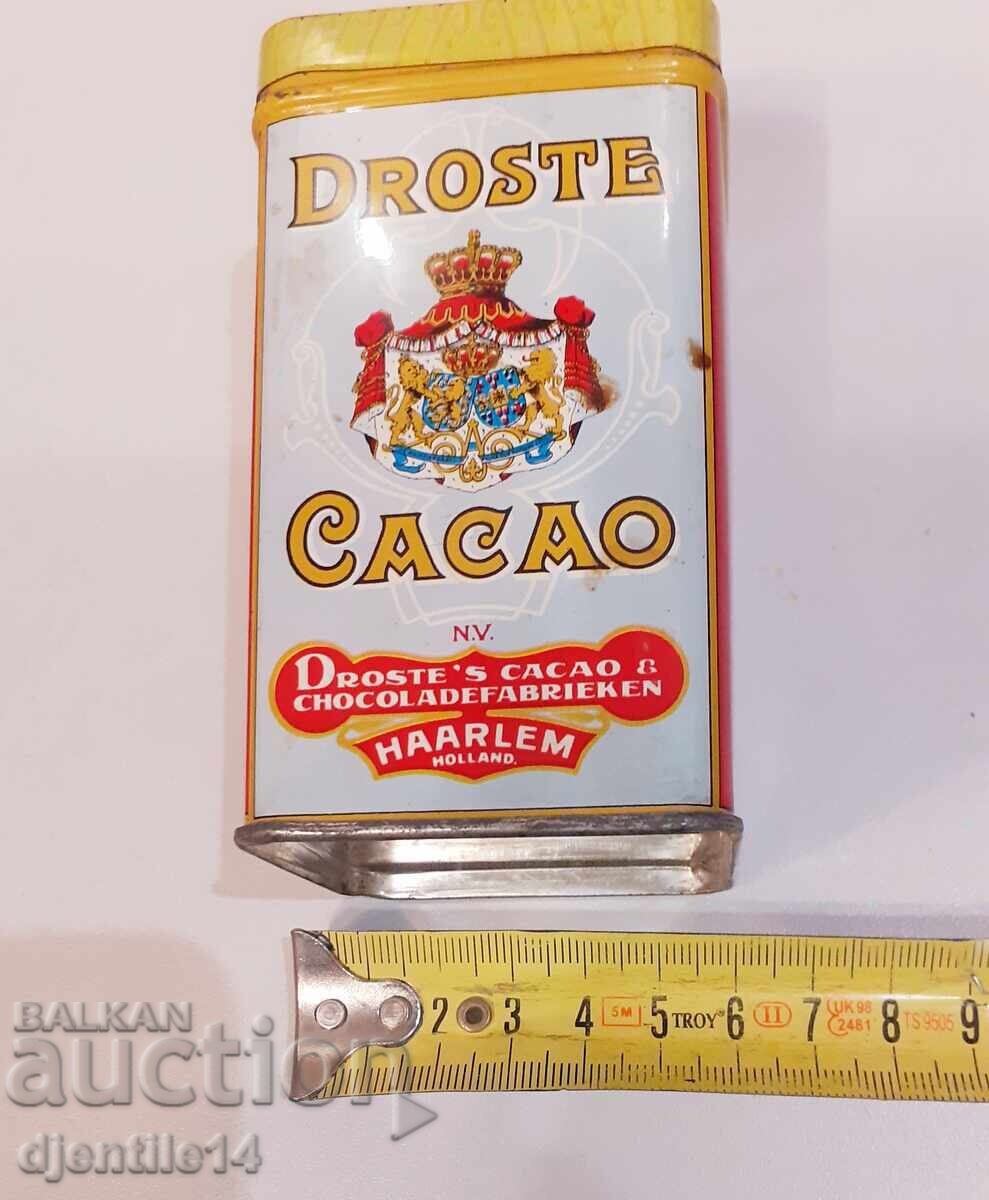 DROSTE
CACAO
N.V.
DROSTE'S CACAO &
CHOCOLADEFABRIEKEN
HAARLEM
HOLLAND.
2 3 4 5M 5 TROY® 6 II 7 UK 98 2481 8 TS 9505 9
BALKAN
auction
djentile14